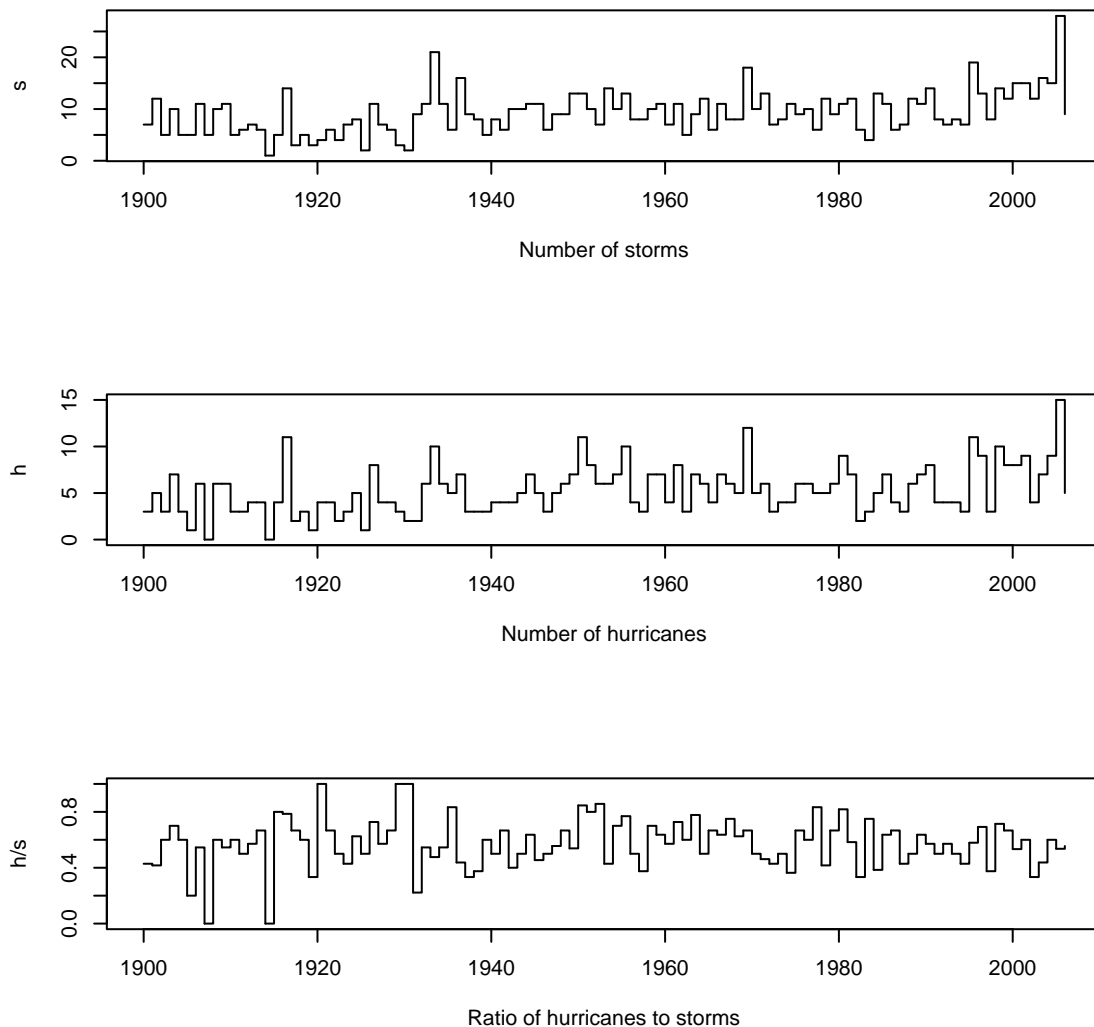 s
0
10
20
1900 1920 1940 1960 1980 2000
Number of storms
h
0
5
10
15
1900 1920 1940 1960 1980 2000
Number of hurricanes
h/s
0.0
0.4
0.8
1900 1920 1940 1960 1980 2000
Ratio of hurricanes to storms